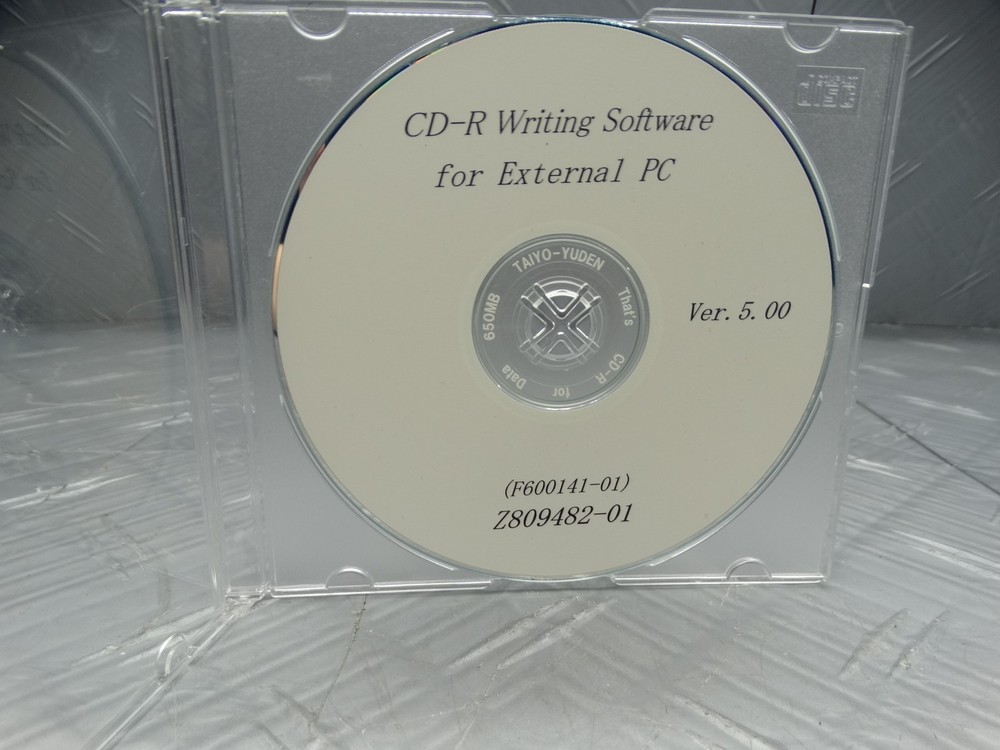 CD-R Writing Software
for External PC
TAIYO-YUDEN
650MB
That's
CD-R
for
Data
Ver. 5.00
(F600141-01)
Z809482-01